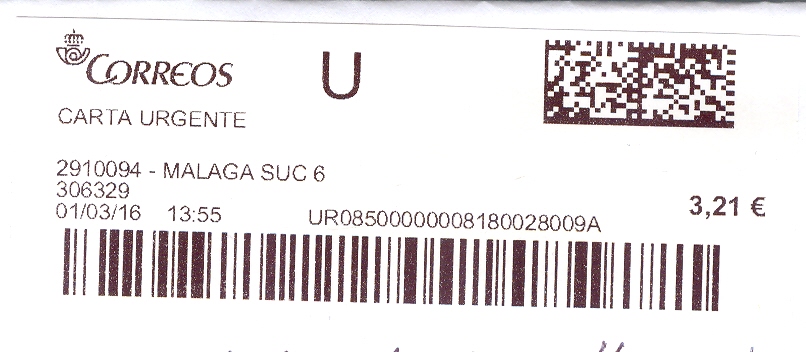 CORREOS
U
CARTA URGENTE
2910094 - MALAGA SUC 6
306329
01/03/16 13:55
UR08500000008180028009A
3,21 €